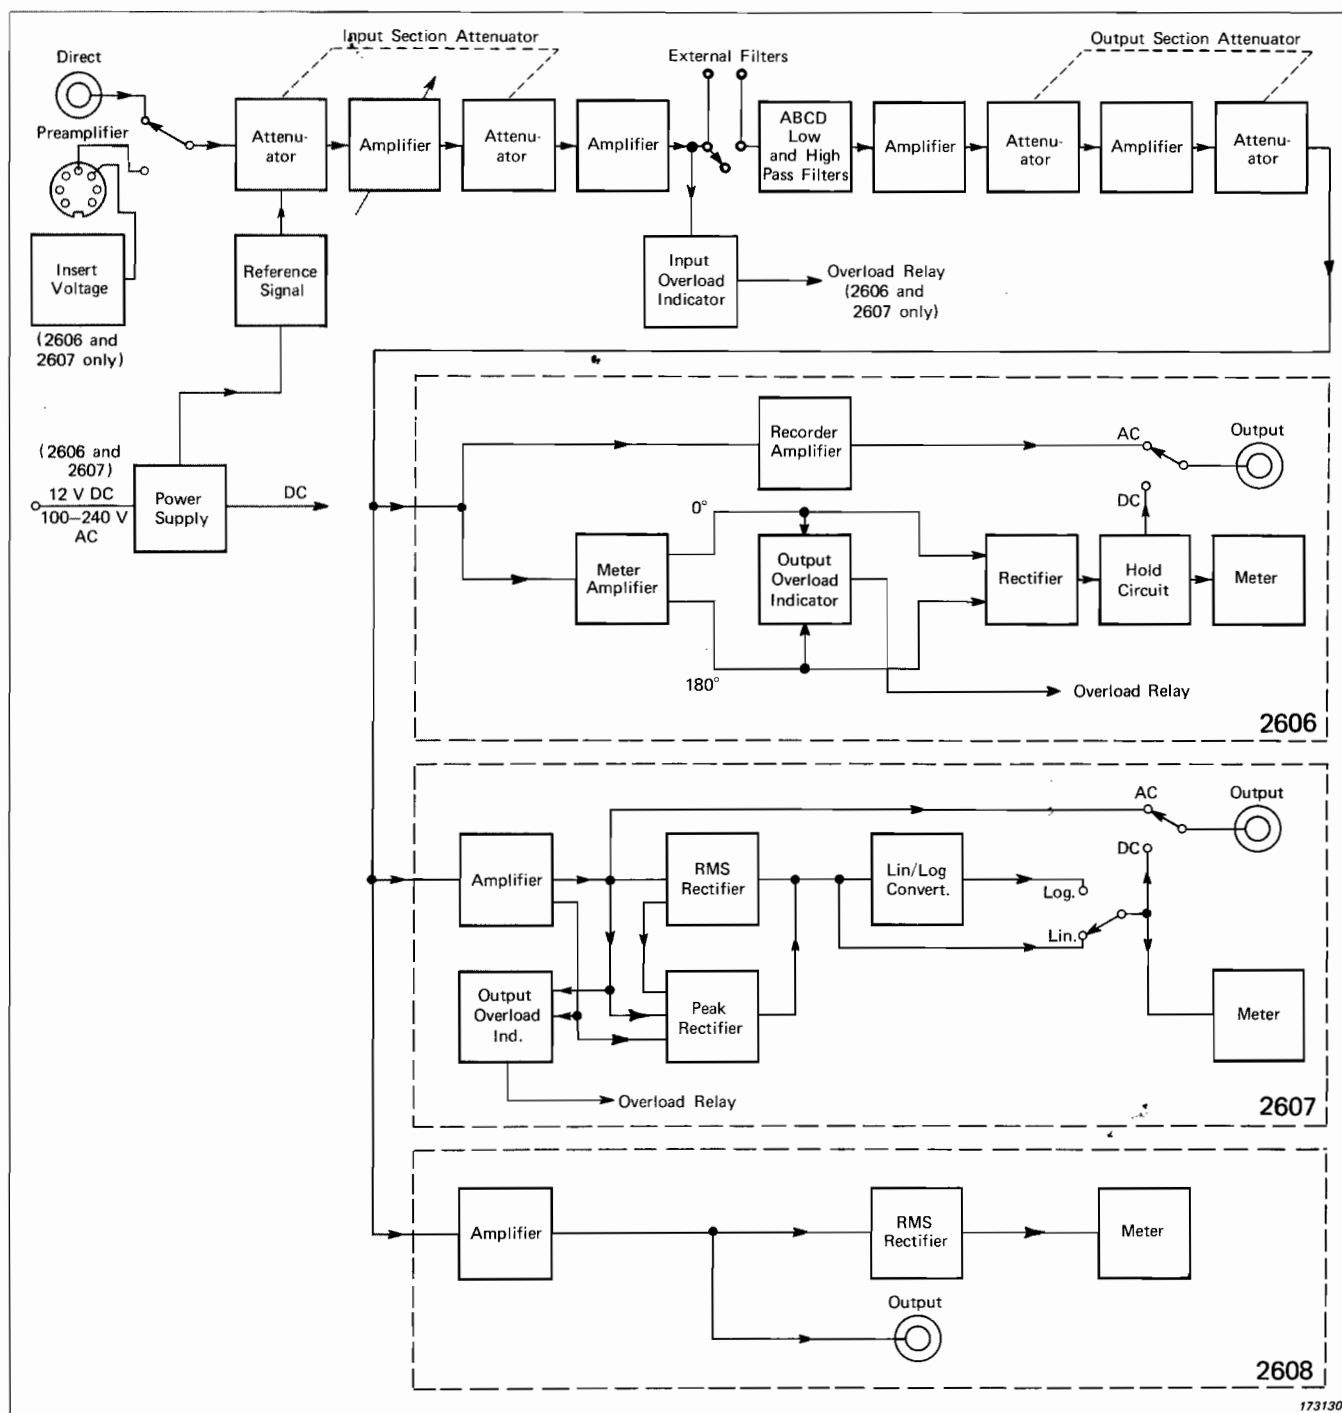 Input Section Attenuator
Output Section Attenuator
Direct
External Filters
Preamplifier
Attenu-
ator
Amplifier
Attenu-
ator
Amplifier
ABCD
Low
and High
Pass Filters
Amplifier
Attenu-
ator
Amplifier
Attenu-
ator
Insert
Voltage
(2606 and
2607 only)
Reference
Signal
Input
Overload
Indicator
Overload Relay
(2606 and
2607 only)
(2606 and
2607)
12 V DC
100–240 V
AC
Power
Supply
DC
Recorder
Amplifier
AC
Output
DC
0°
Meter
Amplifier
Output
Overload
Indicator
Rectifier
Hold
Circuit
Meter
180°
Overload Relay
2606
AC
Output
Amplifier
RMS
Rectifier
Lin/Log
Convert.
DC
Log.
Lin.
Output
Overload
Ind.
Peak
Rectifier
Meter
Overload Relay
2607
Amplifier
RMS
Rectifier
Meter
Output
2608
173130